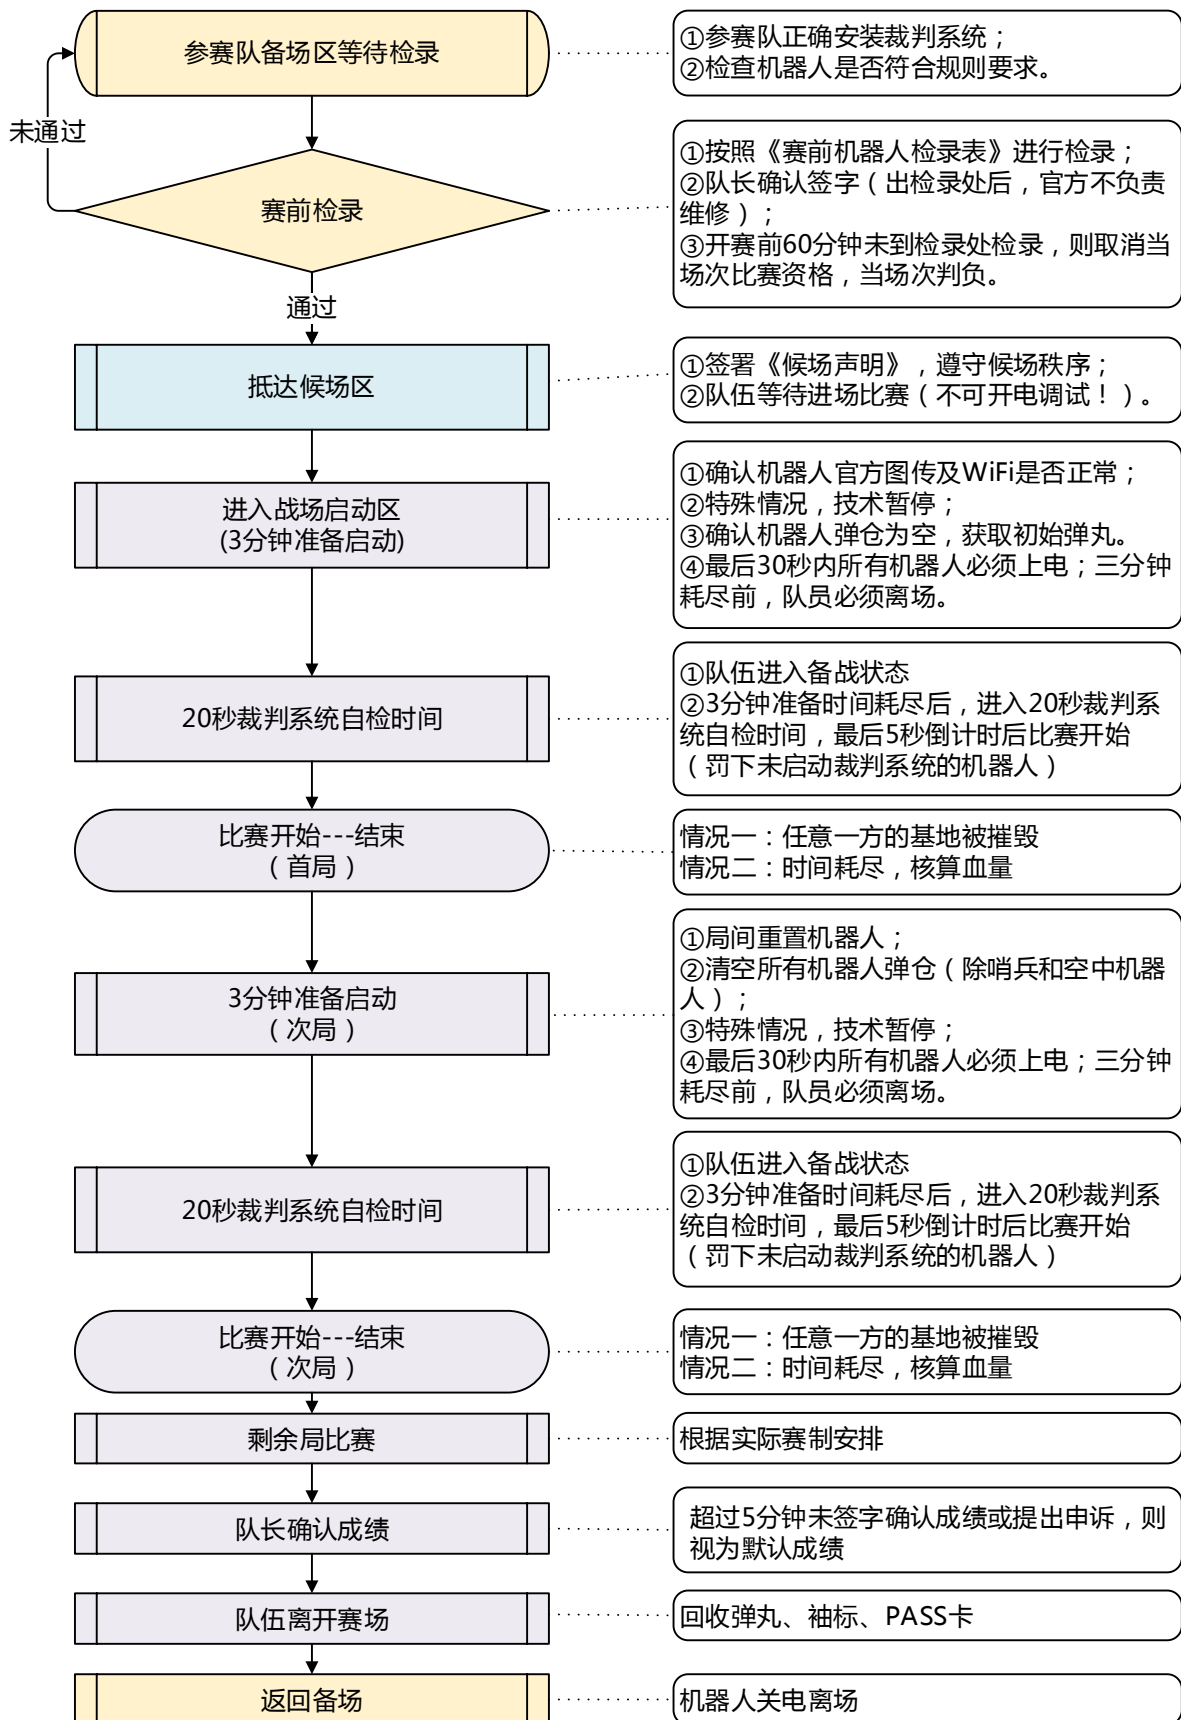 参赛队备场区等待检录
①参赛队正确安装裁判系统；
②检查机器人是否符合规则要求。
未通过
赛前检录
①按照《赛前机器人检录表》进行检录；
②队长确认签字（出检录处后，官方不负责
维修）；
③开赛前60分钟未到检录处检录，则取消当
场次比赛资格，当场次判负。
通过
抵达候场区
①签署《候场声明》，遵守候场秩序；
②队伍等待进场比赛（不可开电调试！）。
进入战场启动区
(3分钟准备启动)
①确认机器人官方图传及WiFi是否正常；
②特殊情况，技术暂停；
③确认机器人弹仓为空，获取初始弹丸。
④最后30秒内所有机器人必须上电；三分钟
耗尽前，队员必须离场。
20秒裁判系统自检时间
①队伍进入备战状态
②3分钟准备时间耗尽后，进入20秒裁判系
统自检时间，最后5秒倒计时后比赛开始
（罚下未启动裁判系统的机器人）
比赛开始---结束
（首局）
情况一：任意一方的基地被摧毁
情况二：时间耗尽，核算血量
3分钟准备启动
（次局）
①局间重置机器人；
②清空所有机器人弹仓（除哨兵和空中机器
人）；
③特殊情况，技术暂停；
④最后30秒内所有机器人必须上电；三分钟
耗尽前，队员必须离场。
20秒裁判系统自检时间
①队伍进入备战状态
②3分钟准备时间耗尽后，进入20秒裁判系
统自检时间，最后5秒倒计时后比赛开始
（罚下未启动裁判系统的机器人）
比赛开始---结束
（次局）
情况一：任意一方的基地被摧毁
情况二：时间耗尽，核算血量
剩余局比赛
根据实际赛制安排
队长确认成绩
超过5分钟未签字确认成绩或提出申诉，则
视为默认成绩
队伍离开赛场
回收弹丸、袖标、PASS卡
返回备场
机器人关电离场